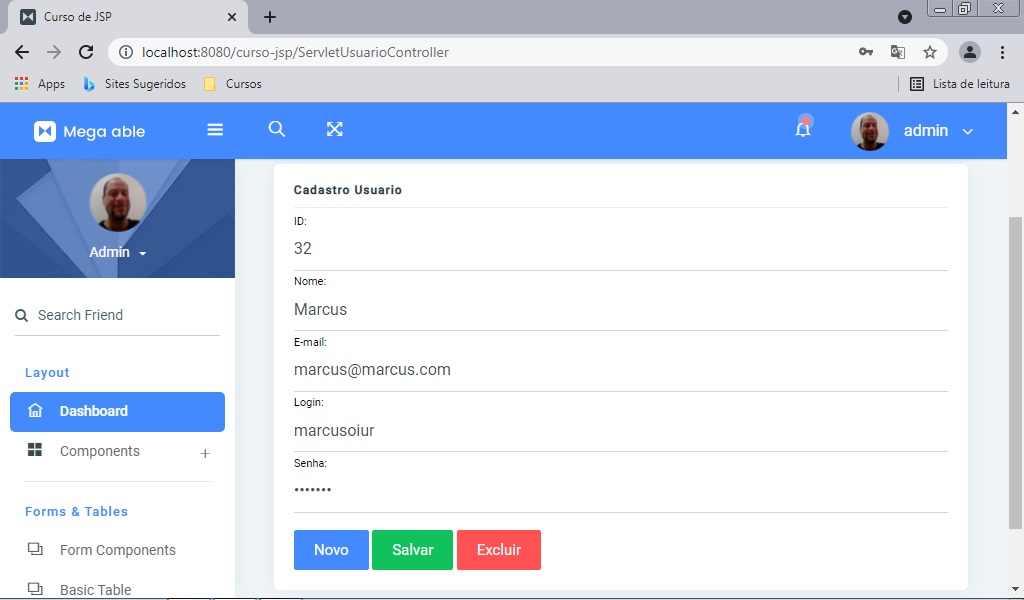 Curso de JSP
localhost:8080/curso-jsp/ServletUsuarioController
Apps Sites Sugeridos Cursos Lista de leitura
Mega able admin
Admin
Search Friend
Layout
Dashboard
Components
Forms & Tables
Form Components
Basic Table
Cadastro Usuario
ID:
32
Nome:
Marcus
E-mail:
marcus@marcus.com
Login:
marcusoiur
Senha:
•••••••
Novo Salvar Excluir